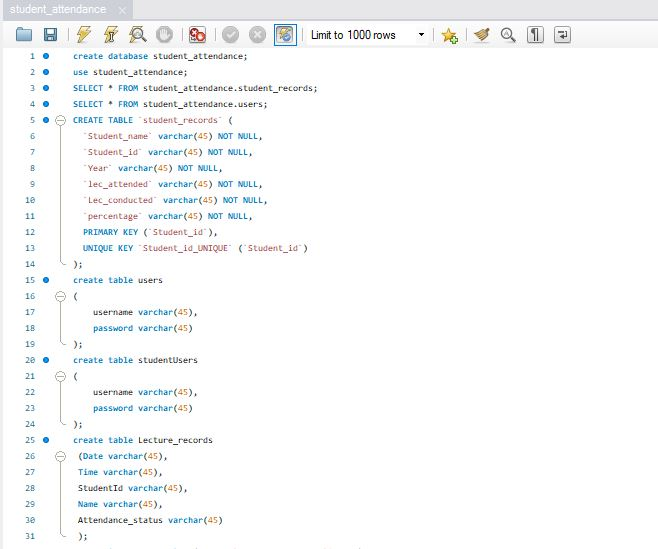 student_attendance
Limit to 1000 rows
1 create database student_attendance;
2 use student_attendance;
3 SELECT * FROM student_attendance.student_records;
4 SELECT * FROM student_attendance.users;
5 CREATE TABLE `student_records` (
6 `Student_name` varchar(45) NOT NULL,
7 `Student_id` varchar(45) NOT NULL,
8 `Year` varchar(45) NOT NULL,
9 `lec_attended` varchar(45) NOT NULL,
10 `Lec_conducted` varchar(45) NOT NULL,
11 `percentage` varchar(45) NOT NULL,
12 PRIMARY KEY (`Student_id`),
13 UNIQUE KEY `Student_id_UNIQUE` (`Student_id`)
14 );
15 create table users
16 (
17 username varchar(45),
18 password varchar(45)
19 );
20 create table studentUsers
21 (
22 username varchar(45),
23 password varchar(45)
24 );
25 create table Lecture_records
26 (Date varchar(45),
27 Time varchar(45),
28 StudentId varchar(45),
29 Name varchar(45),
30 Attendance_status varchar(45)
31 );